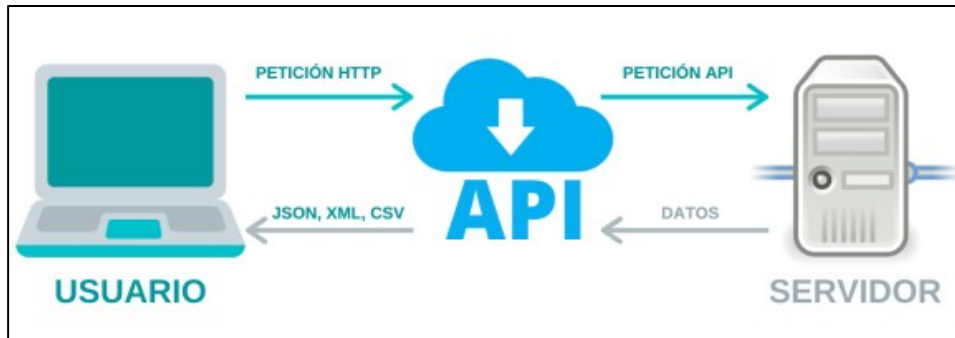 PETICIÓN HTTP
PETICIÓN API
API
JSON, XML, CSV
DATOS
USUARIO
SERVIDOR